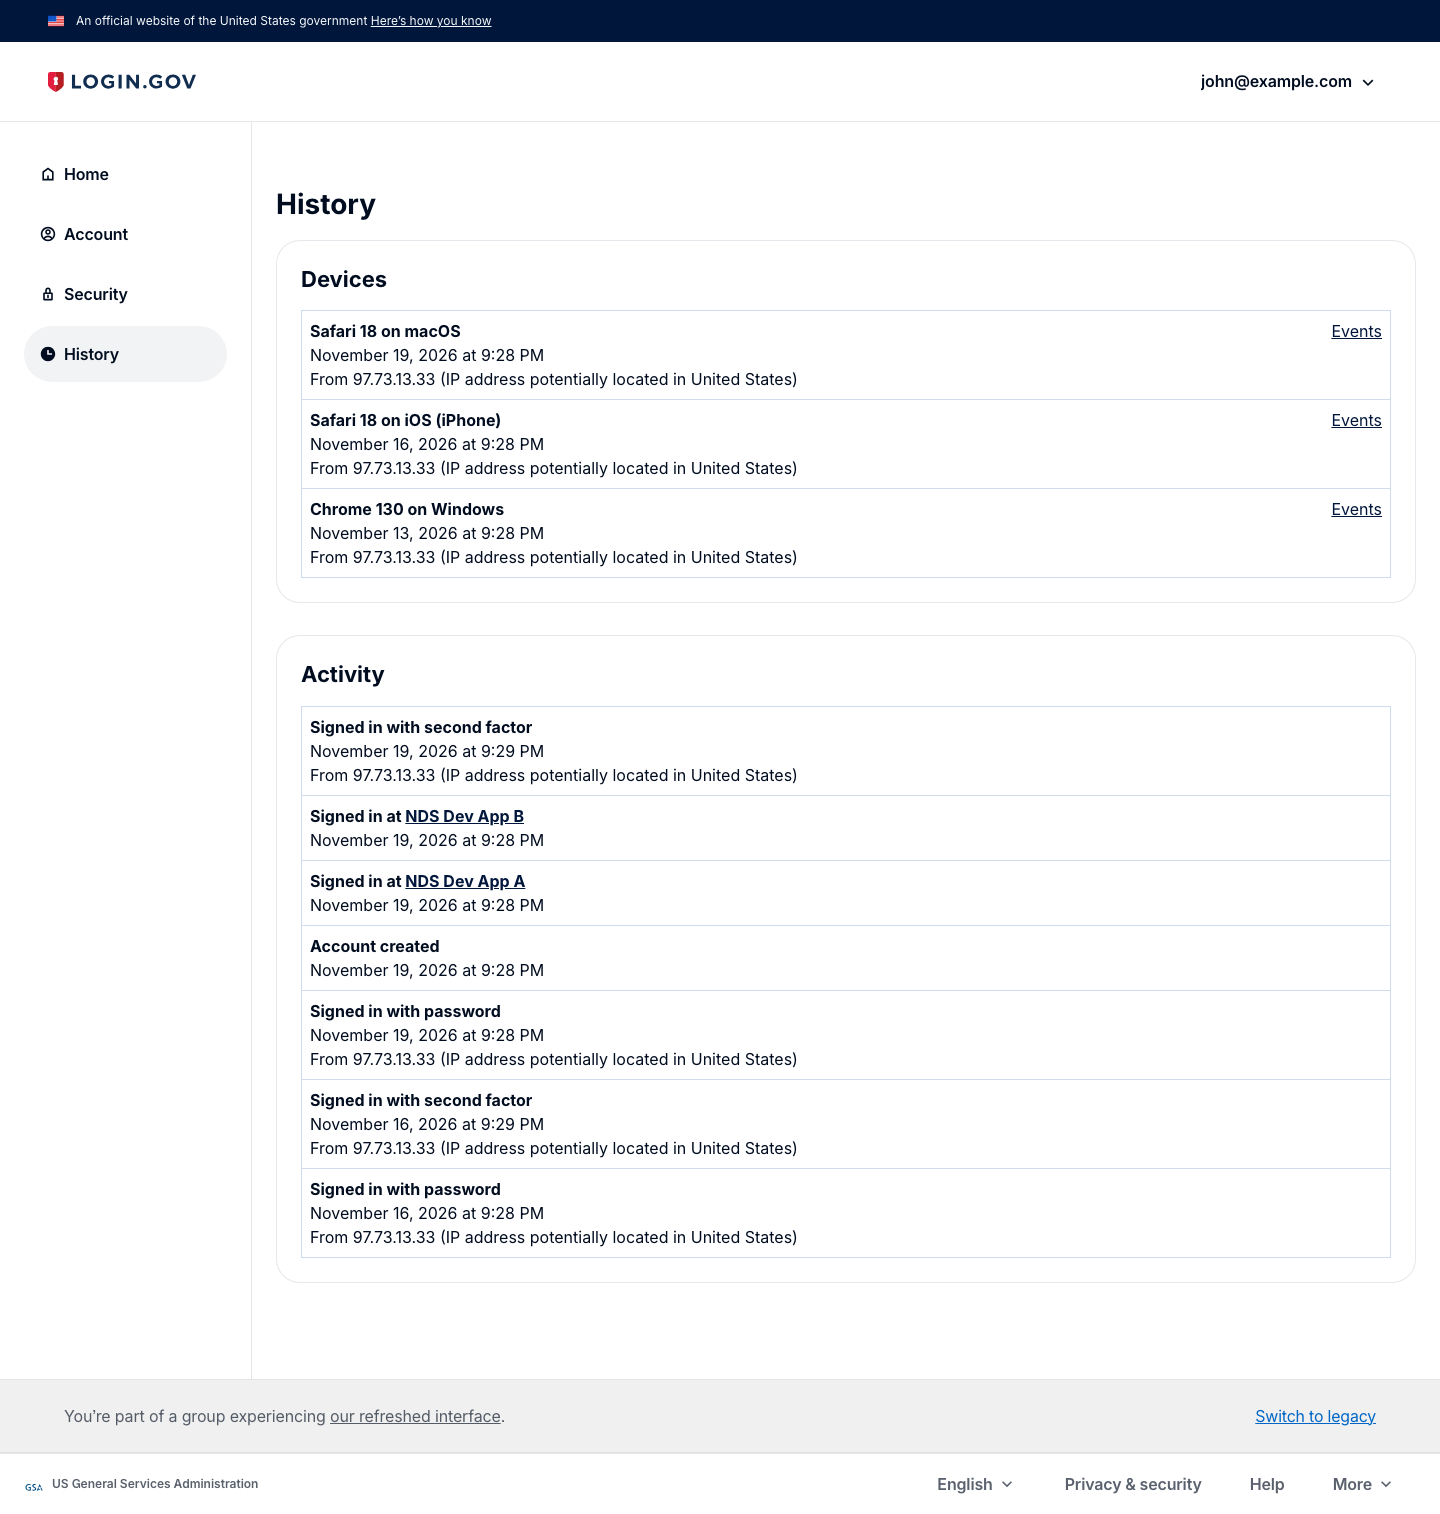 An official website of the United States government Here's how you know
LOGIN.GOV
john@example.com
Home
Account
Security
History
History
Devices
Safari 18 on macOS
Events
November 19, 2026 at 9:28 PM
From 97.73.13.33 (IP address potentially located in United States)
Safari 18 on iOS (iPhone)
Events
November 16, 2026 at 9:28 PM
From 97.73.13.33 (IP address potentially located in United States)
Chrome 130 on Windows
Events
November 13, 2026 at 9:28 PM
From 97.73.13.33 (IP address potentially located in United States)
Activity
Signed in with second factor
November 19, 2026 at 9:29 PM
From 97.73.13.33 (IP address potentially located in United States)
Signed in at NDS Dev App B
November 19, 2026 at 9:28 PM
Signed in at NDS Dev App A
November 19, 2026 at 9:28 PM
Account created
November 19, 2026 at 9:28 PM
Signed in with password
November 19, 2026 at 9:28 PM
From 97.73.13.33 (IP address potentially located in United States)
Signed in with second factor
November 16, 2026 at 9:29 PM
From 97.73.13.33 (IP address potentially located in United States)
Signed in with password
November 16, 2026 at 9:28 PM
From 97.73.13.33 (IP address potentially located in United States)
You're part of a group experiencing our refreshed interface.
Switch to legacy
GSA US General Services Administration
English
Privacy & security
Help
More